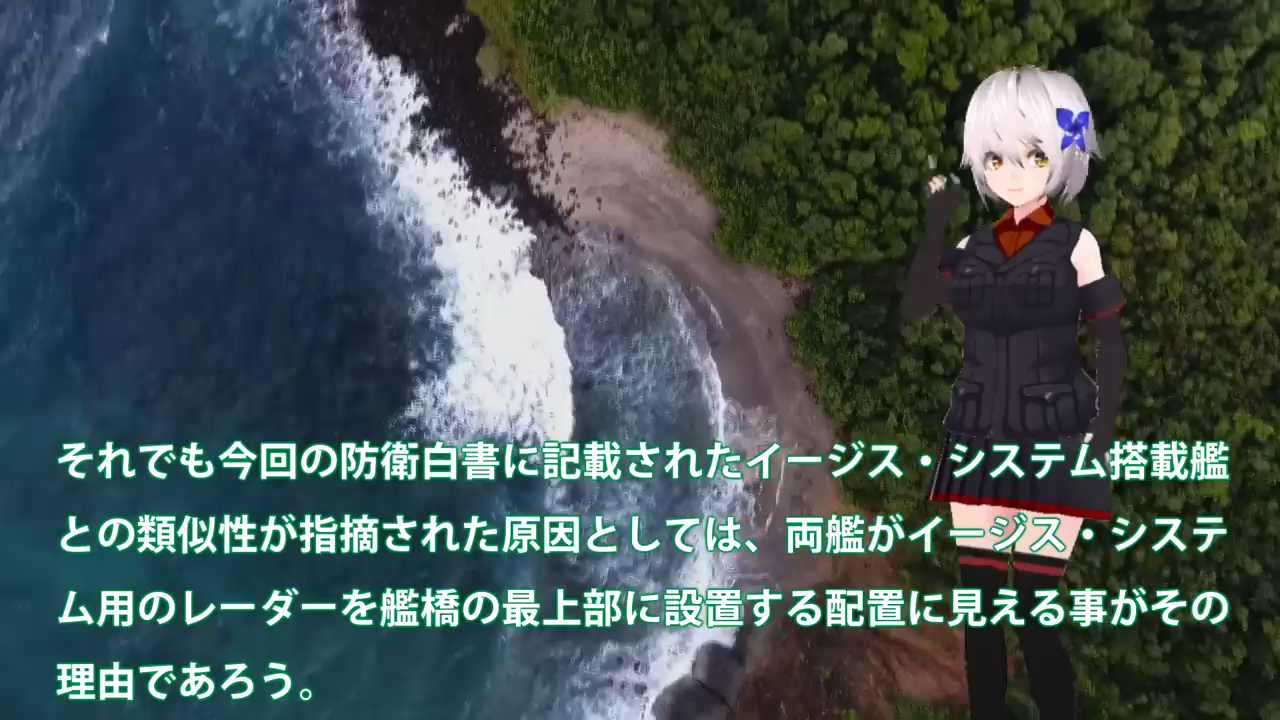 それでも今回の防衛白書に記載されたイージス・システム搭載艦
との類似性が指摘された原因としては、両艦がイージス・システ
ム用のレーダーを艦橋の最上部に設置する配置に見える事がその
理由であろう。